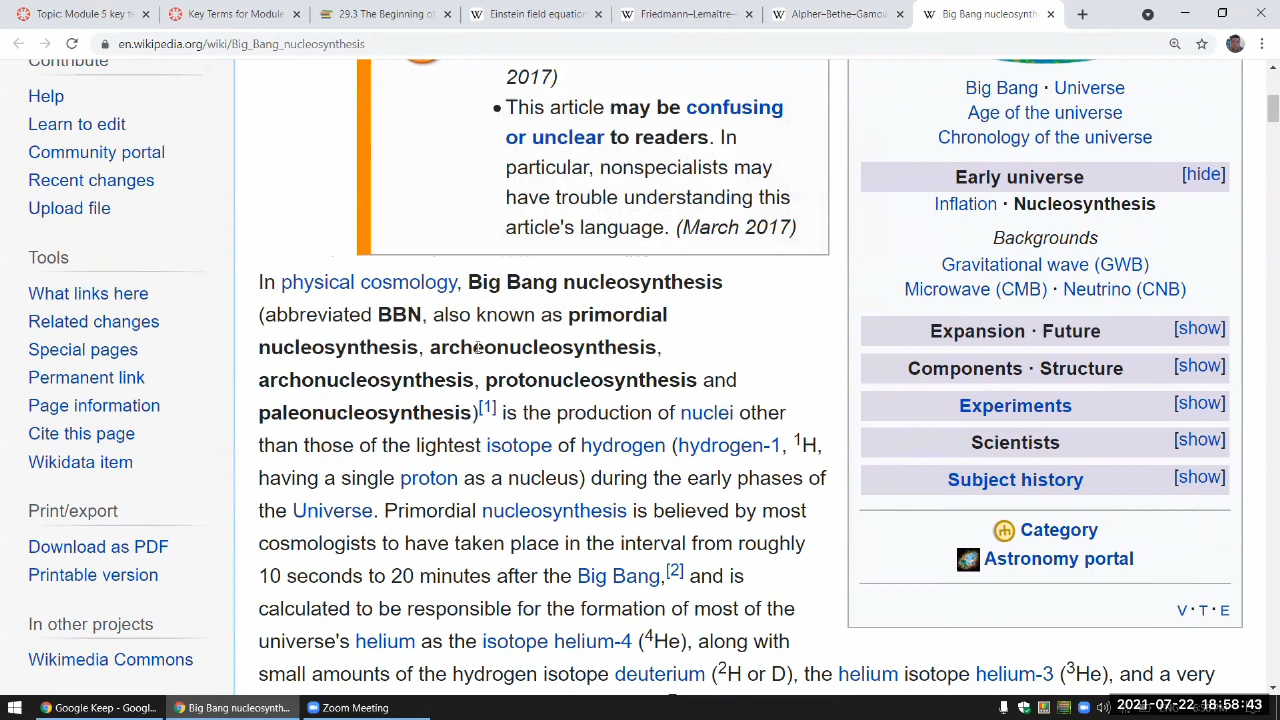 Topic: Module 5 key te
Key Terms for Module
29.3 The Beginning of
Einstein field equation
Friedmann–Lemaître–
Alpher–Bethe–Gamow
Big Bang nucleosynth
en.wikipedia.org/wiki/Big_Bang_nucleosynthesis
Contribute
Help
Learn to edit
Community portal
Recent changes
Upload file
Tools
What links here
Related changes
Special pages
Permanent link
Page information
Cite this page
Wikidata item
Print/export
Download as PDF
Printable version
In other projects
Wikimedia Commons
2017)
• This article may be confusing
or unclear to readers. In
particular, nonspecialists may
have trouble understanding this
article's language. (March 2017)
In physical cosmology, Big Bang nucleosynthesis
(abbreviated BBN, also known as primordial
nucleosynthesis, archeonucleosynthesis,
archonucleosynthesis, protonucleosynthesis and
paleonucleosynthesis)[1] is the production of nuclei other
than those of the lightest isotope of hydrogen (hydrogen-1, ¹H,
having a single proton as a nucleus) during the early phases of
the Universe. Primordial nucleosynthesis is believed by most
cosmologists to have taken place in the interval from roughly
10 seconds to 20 minutes after the Big Bang,[2] and is
calculated to be responsible for the formation of most of the
universe's helium as the isotope helium-4 (⁴He), along with
small amounts of the hydrogen isotope deuterium (²H or D), the helium isotope helium-3 (³He), and a very
Big Bang · Universe
Age of the universe
Chronology of the universe
Early universe [hide]
Inflation · Nucleosynthesis
Backgrounds
Gravitational wave (GWB)
Microwave (CMB) · Neutrino (CNB)
Expansion · Future [show]
Components · Structure [show]
Experiments [show]
Scientists [show]
Subject history [show]
Category
Astronomy portal
V · T · E
Google Keep - Googl...
Big Bang nucleosynth...
Zoom Meeting
2021-07-22 18:58:43